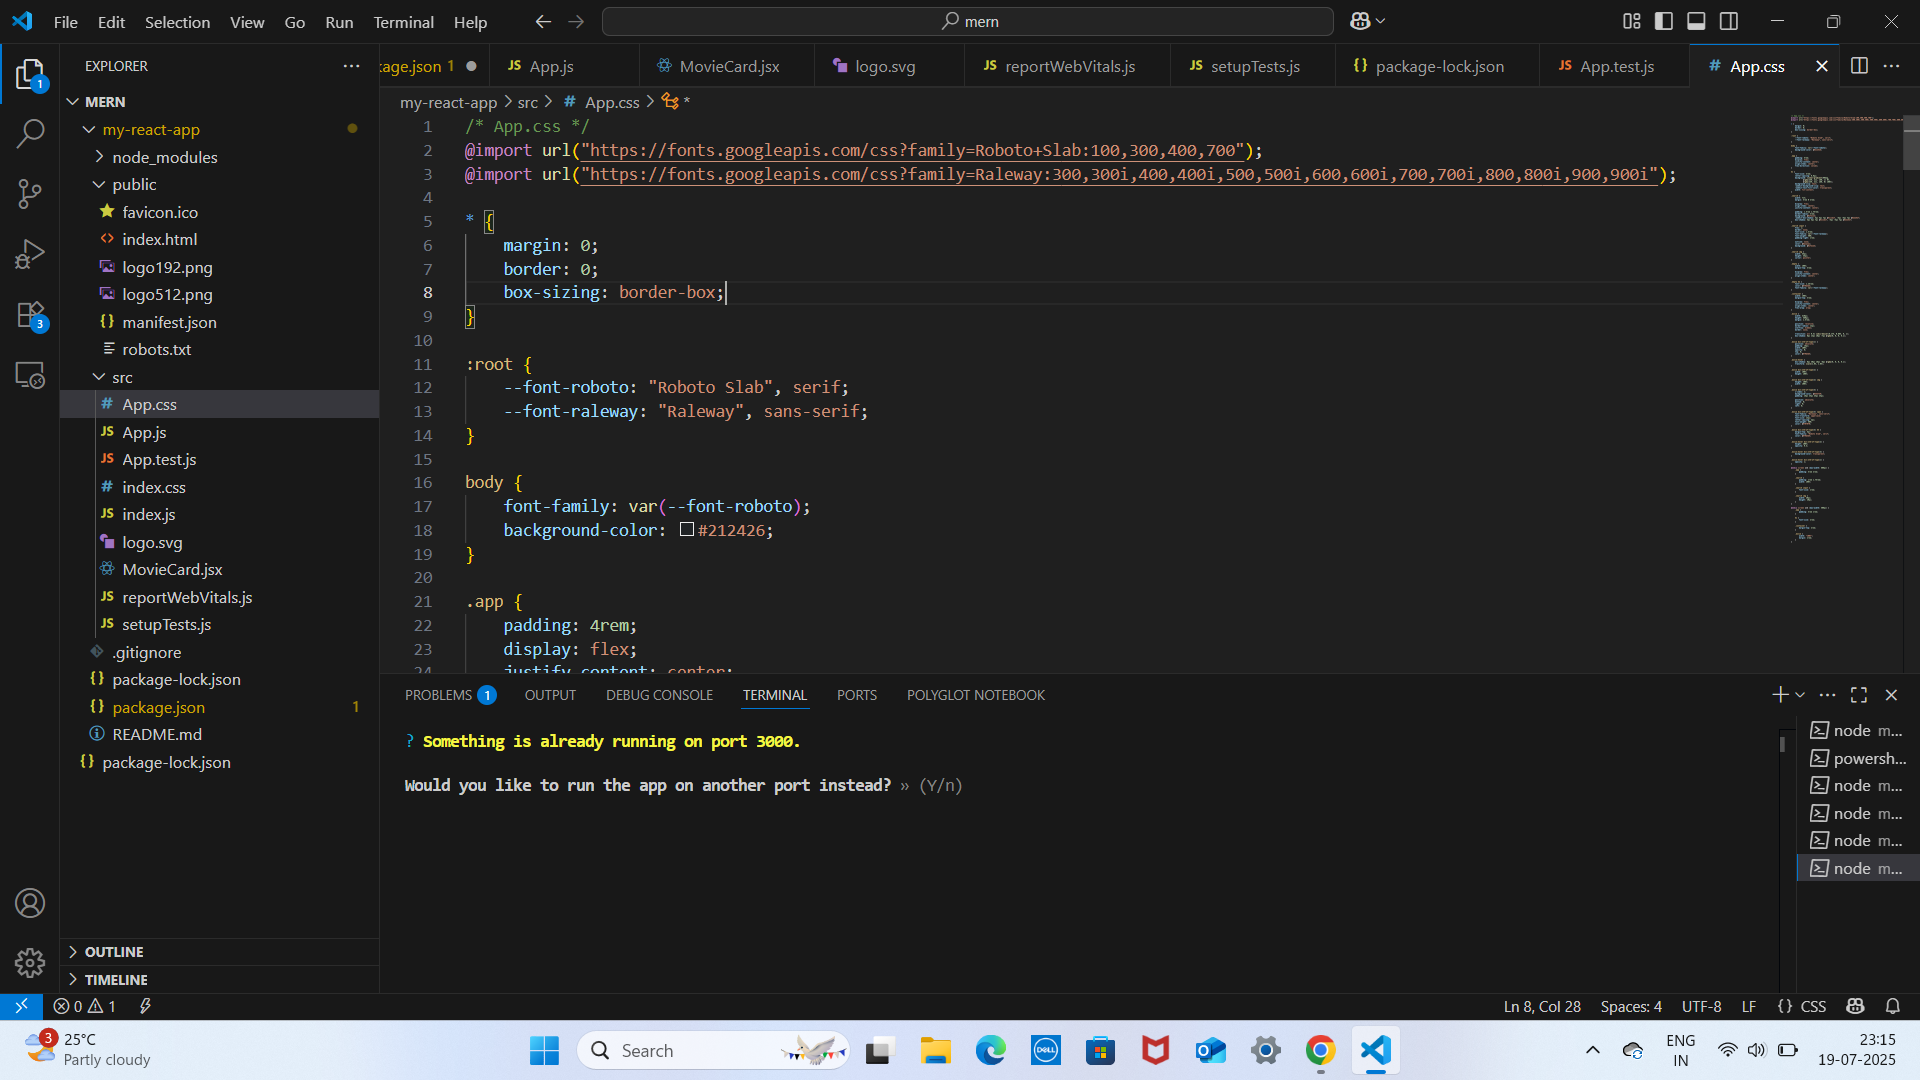 File Edit Selection View Go Run Terminal Help
mern
EXPLORER
kage.json 1
App.js
MovieCard.jsx
logo.svg
reportWebVitals.js
setupTests.js
package-lock.json
App.test.js
App.css
MERN
my-react-app
node_modules
public
favicon.ico
index.html
logo192.png
logo512.png
manifest.json
robots.txt
src
App.css
App.js
App.test.js
index.css
index.js
logo.svg
MovieCard.jsx
reportWebVitals.js
setupTests.js
.gitignore
package-lock.json
package.json 1
README.md
package-lock.json
OUTLINE
TIMELINE
1
3
my-react-app > src > # App.css > *
1 /* App.css */
2 @import url("https://fonts.googleapis.com/css?family=Roboto+Slab:100,300,400,700");
3 @import url("https://fonts.googleapis.com/css?family=Raleway:300,300i,400,400i,500,500i,600,600i,700,700i,800,800i,900,900i");
4
5 * {
6 margin: 0;
7 border: 0;
8 box-sizing: border-box;
9 }
10
11 :root {
12 --font-roboto: "Roboto Slab", serif;
13 --font-raleway: "Raleway", sans-serif;
14 }
15
16 body {
17 font-family: var(--font-roboto);
18 background-color: #212426;
19 }
20
21 .app {
22 padding: 4rem;
23 display: flex;
24 justify-content: center;
PROBLEMS 1 OUTPUT DEBUG CONSOLE TERMINAL PORTS POLYGLOT NOTEBOOK
? Something is already running on port 3000.
Would you like to run the app on another port instead? » (Y/n)
node m...
powersh...
node m...
node m...
node m...
node m...
0 1
Ln 8, Col 28 Spaces: 4 UTF-8 LF {} CSS
3
25°C
Partly cloudy
Search
DELL
ENG
IN
23:15
19-07-2025